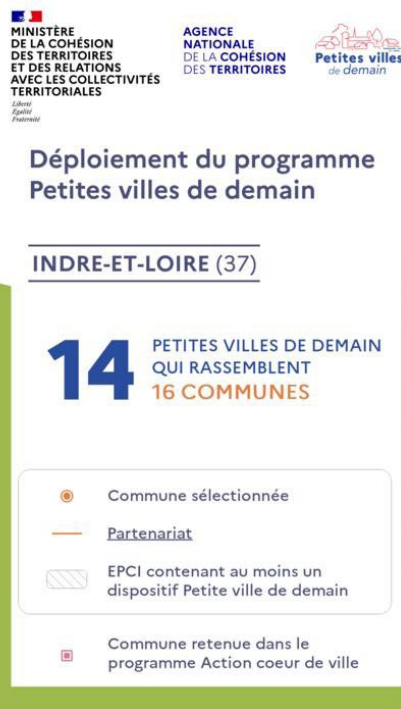 MINISTÈRE
DE LA COHÉSION
DES TERRITOIRES
ET DES RELATIONS
AVEC LES COLLECTIVITÉS
TERRITORIALES
Liberté
Égalité
Fraternité
AGENCE
NATIONALE
DE LA COHÉSION
DES TERRITOIRES
Petites villes
de demain
Déploiement du programme
Petites villes de demain
INDRE-ET-LOIRE (37)
14
PETITES VILLES DE DEMAIN
QUI RASSEMBLENT
16 COMMUNES
Commune sélectionnée
Partenariat
EPCI contenant au moins un
dispositif Petite ville de demain
Commune retenue dans le
programme Action coeur de ville